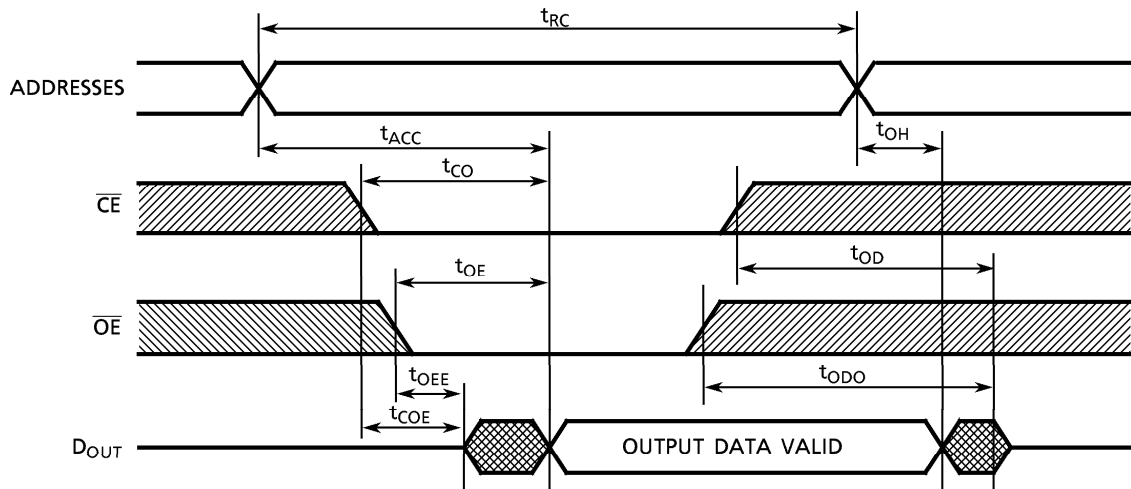 tRC
ADDRESSES
tACC
tOH
tCO
CE
tOD
tOE
OE
tOEE
tODO
tCOE
DOUT
OUTPUT DATA VALID